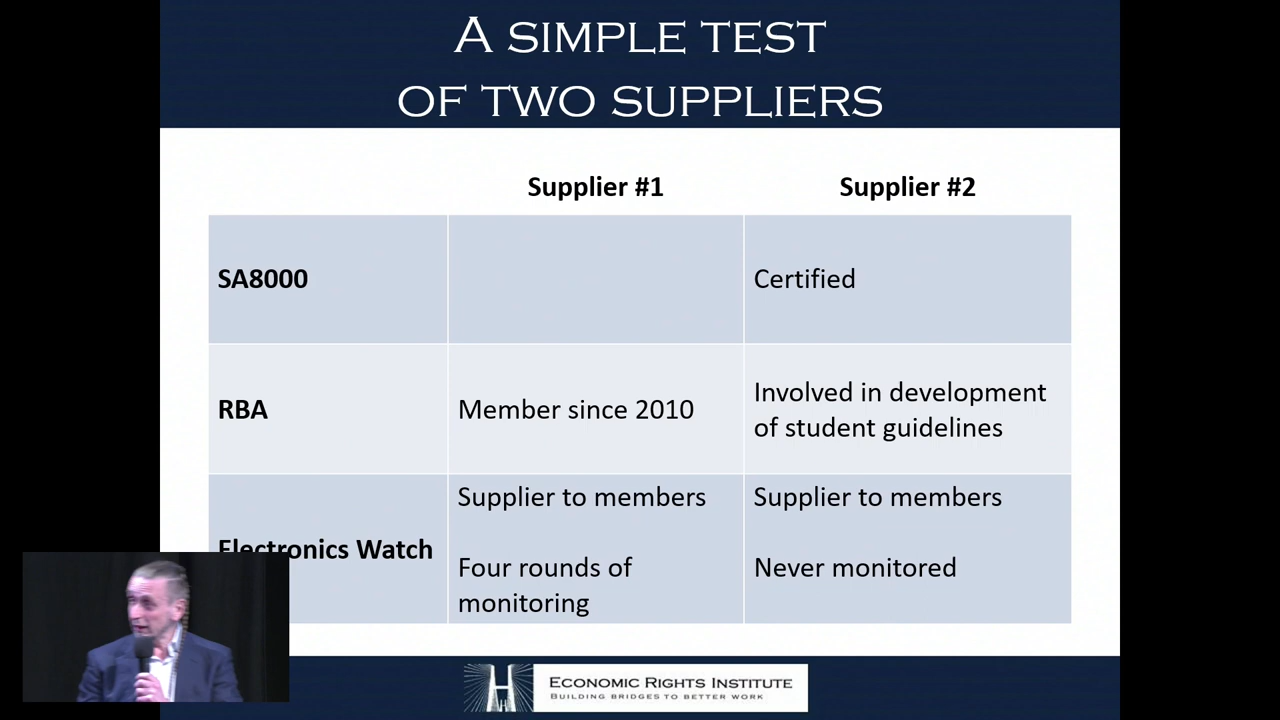 A SIMPLE TEST
OF TWO SUPPLIERS
Supplier #1
Supplier #2
SA8000
Certified
RBA
Member since 2010
Involved in development
of student guidelines
Electronics Watch
Supplier to members
Four rounds of
monitoring
Supplier to members
Never monitored
ECONOMIC RIGHTS INSTITUTE
BUILDING BRIDGES TO BETTER WORK